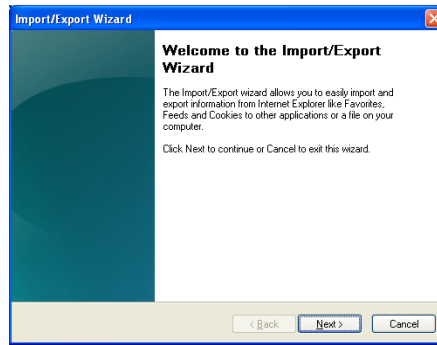 Import/Export Wizard
Welcome to the Import/Export
Wizard
The Import/Export wizard allows you to easily import and
export information from Internet Explorer like Favorites,
Feeds and Cookies to other applications or a file on your
computer.
Click Next to continue or Cancel to exit this wizard.
< Back Next > Cancel